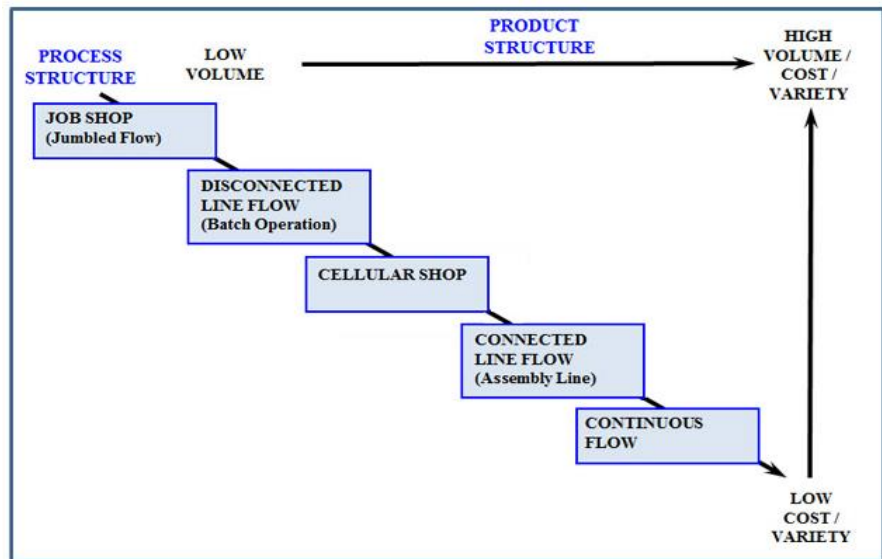 PROCESS
STRUCTURE
LOW
VOLUME
PRODUCT
STRUCTURE
HIGH
VOLUME /
COST /
VARIETY
JOB SHOP
(Jumbled Flow)
DISCONNECTED
LINE FLOW
(Batch Operation)
CELLULAR SHOP
CONNECTED
LINE FLOW
(Assembly Line)
CONTINUOUS
FLOW
LOW
COST /
VARIETY